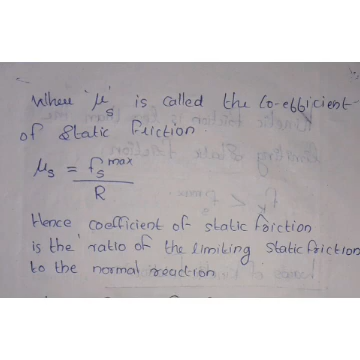 Where 'μs' is called the Co-efficient
of Static Friction.
μs = fs max / R
Hence coefficient of static friction
is the ratio of the limiting static friction
to the normal reaction